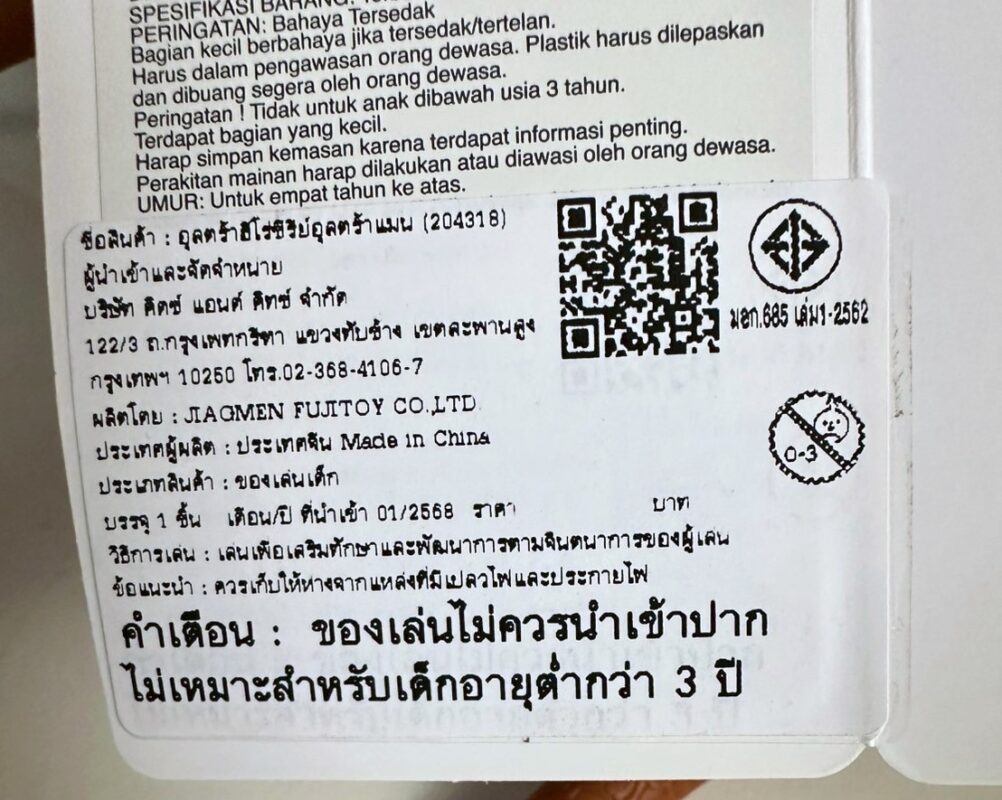 SPESIFIKASI BARANG:
PERINGATAN: Bahaya Tersedak
Bagian kecil berbahaya jika tersedak/tertelan.
Harus dalam pengawasan orang dewasa. Plastik harus dilepaskan
dan dibuang segera oleh orang dewasa.
Peringatan ! Tidak untuk anak dibawah usia 3 tahun.
Terdapat bagian yang kecil.
Harap simpan kemasan karena terdapat informasi penting.
Perakitan mainan harap dilakukan atau diawasi oleh orang dewasa.
UMUR: Untuk empat tahun ke atas.
ชื่อสินค้า : อุลตร้าฮีโร่ซีรีย์อุลตร้าแมน (204318)
ผู้นำเข้าและจัดจำหน่าย
บริษัท คิดซ์ แอนด์ คิทซ์ จำกัด
122/3 ถ.กรุงเทพกรีฑา แขวงทับช้าง เขตสะพานสูง
กรุงเทพฯ 10250 โทร.02-368-4106-7
ผลิตโดย : JIAGMEN FUJITOY CO.,LTD
ประเทศผู้ผลิต : ประเทศจีน Made in China
ประเภทสินค้า : ของเล่นเด็ก
บรรจุ 1 ชิ้น เดือน/ปี ที่นำเข้า 01/2568 ราคา บาท
วิธีการเล่น : เล่นเพื่อเสริมทักษาและพัฒนาการตามจินตนาการของผู้เล่น
ข้อแนะนำ : ควรเก็บให้ห่างจากแหล่งที่มีเปลวไฟและประกายไฟ
คำเตือน : ของเล่นไม่ควรนำเข้าปาก
ไม่เหมาะสำหรับเด็กอายุต่ำกว่า 3 ปี
มอก.685 เล่ม1-2562
0-3